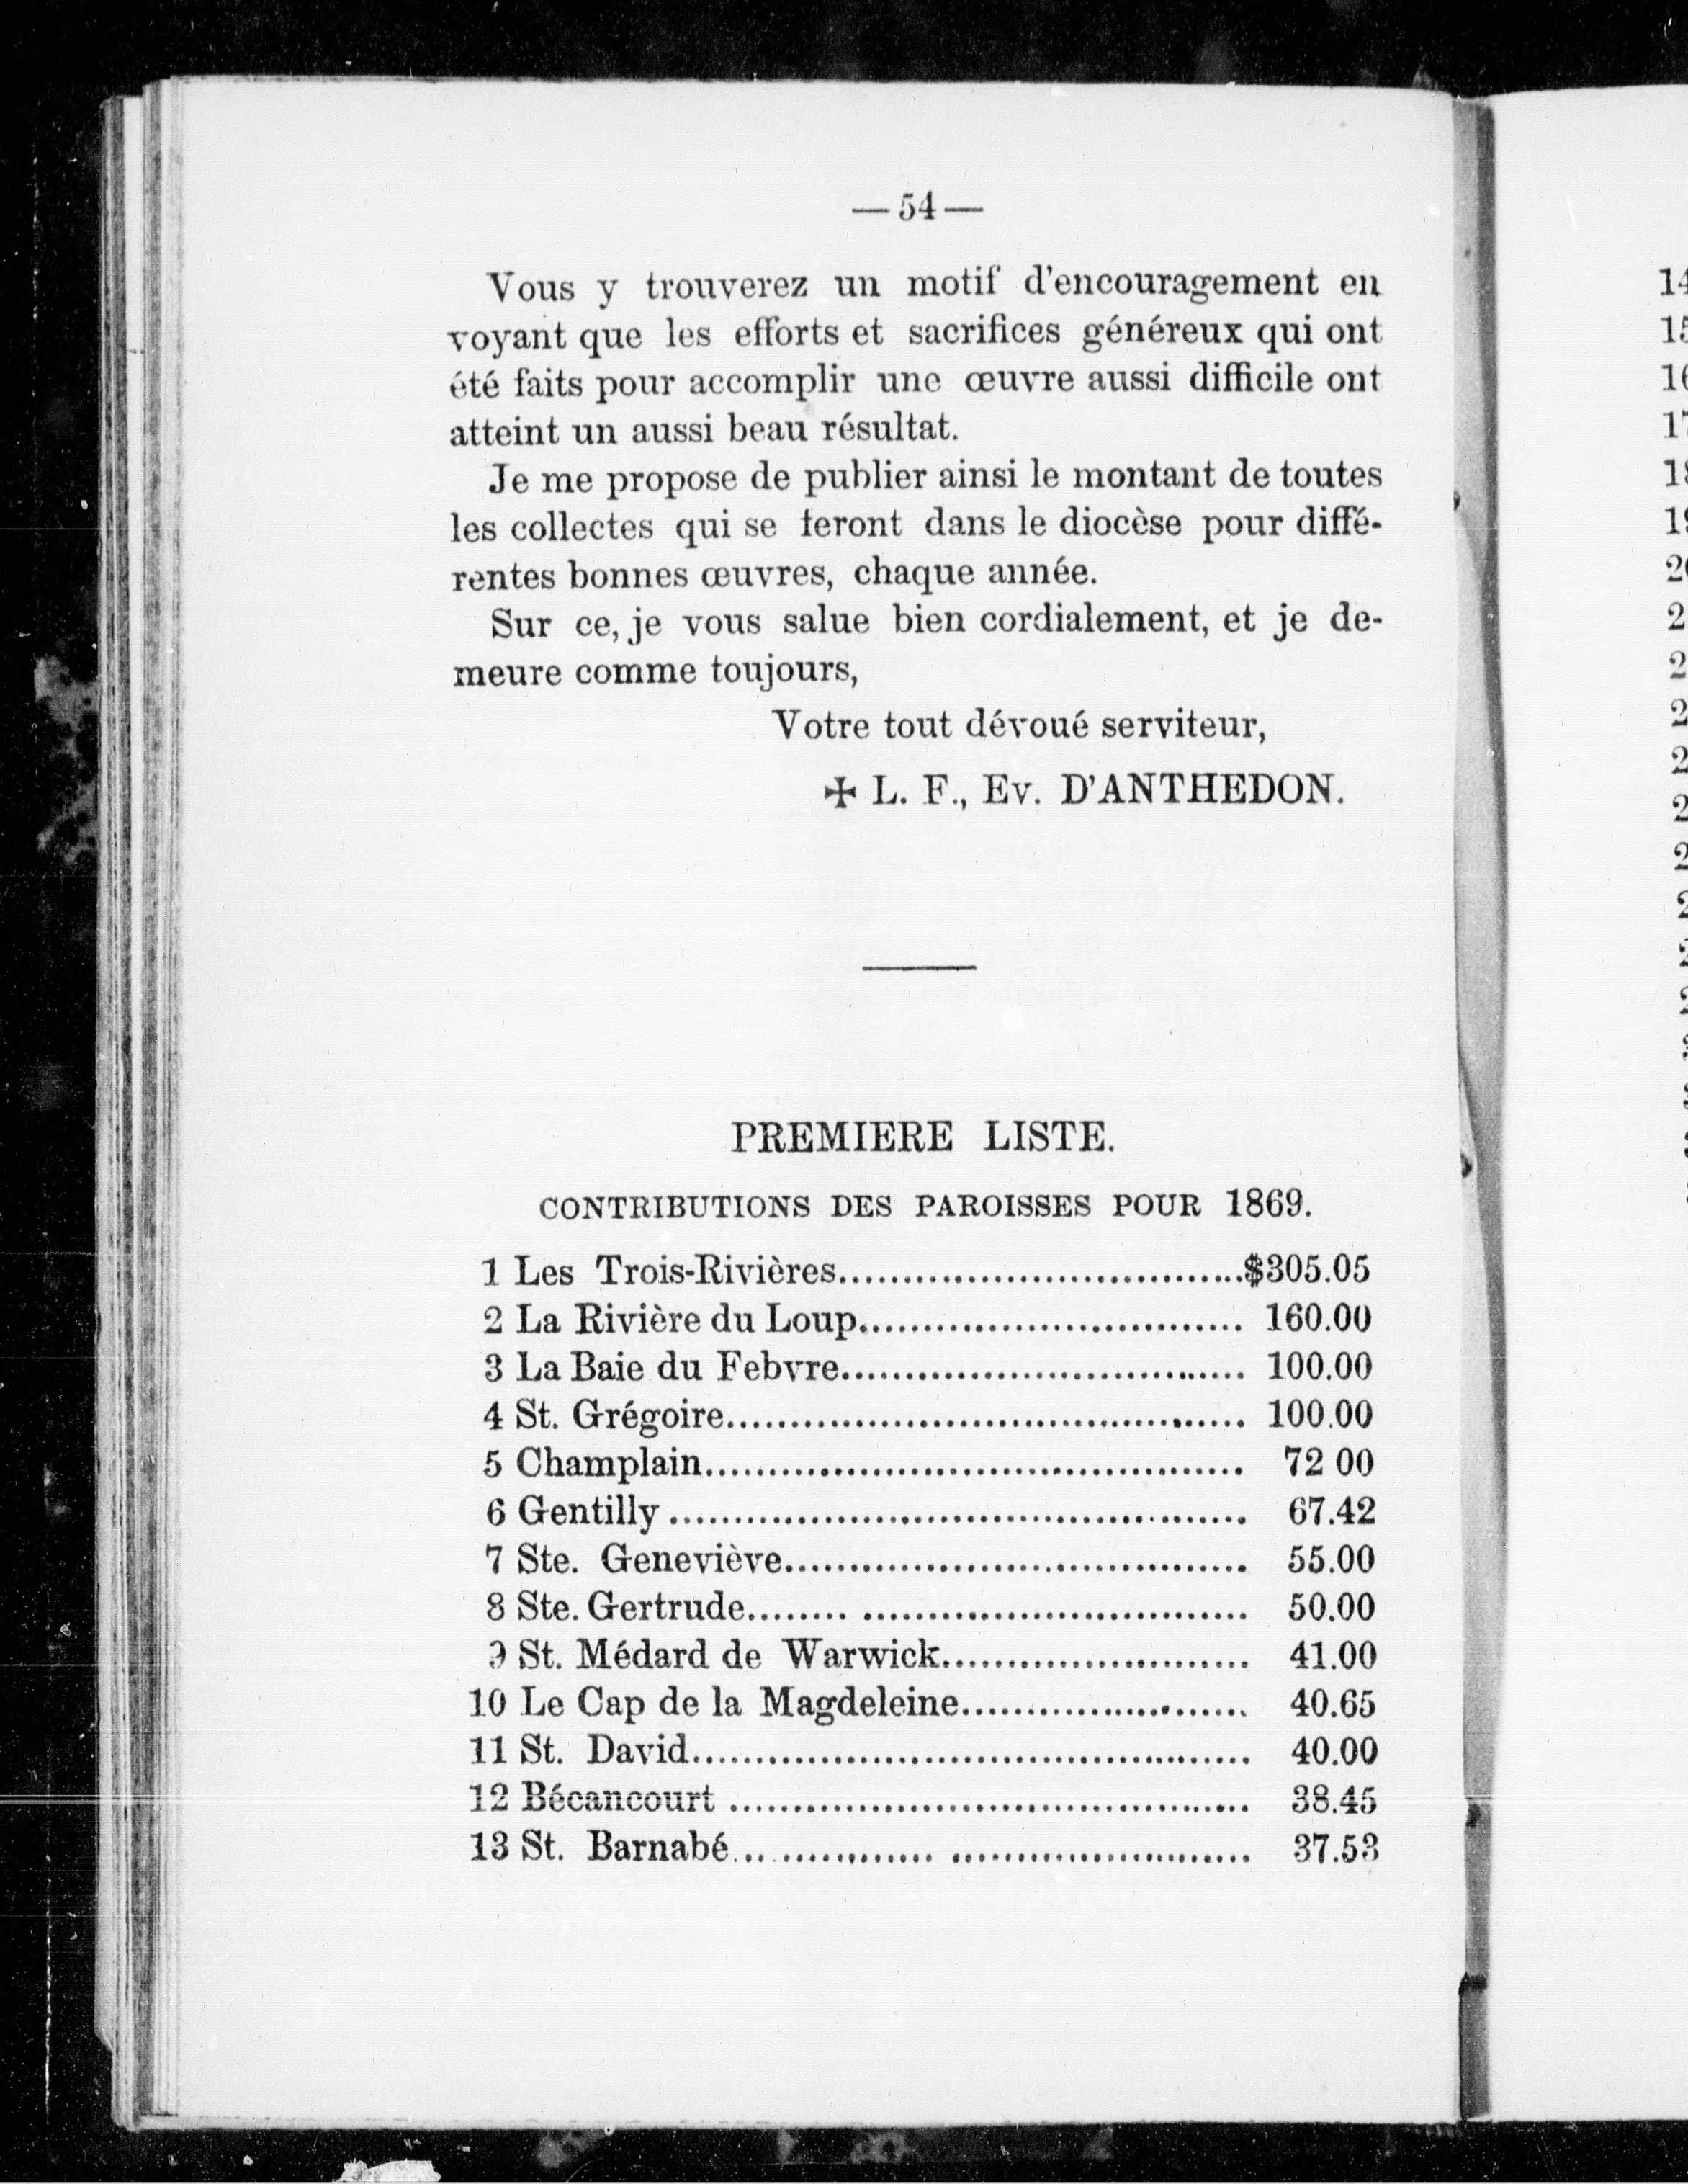 — 54 —
Vous y trouverez un motif d'encouragement en
voyant que les efforts et sacrifices généreux qui ont
été faits pour accomplir une œuvre aussi difficile ont
atteint un aussi beau résultat.
Je me propose de publier ainsi le montant de toutes
les collectes qui se feront dans le diocèse pour diffé-
rentes bonnes œuvres, chaque année.
Sur ce, je vous salue bien cordialement, et je de-
meure comme toujours,
Votre tout dévoué serviteur,
✠ L. F., Ev. D'ANTHEDON.
PREMIERE LISTE.
CONTRIBUTIONS DES PAROISSES POUR 1869.
1 Les Trois-Rivières................................$305.05
2 La Rivière du Loup.............................. 160.00
3 La Baie du Febvre................................ 100.00
4 St. Grégoire......................................... 100.00
5 Champlain.......................................... 72 00
6 Gentilly ............................................. 67.42
7 Ste. Geneviève.................................... 55.00
8 Ste. Gertrude........ .............................. 50.00
9 St. Médard de Warwick........................ 41.00
10 Le Cap de la Magdeleine...................... 40.65
11 St. David........................................... 40.00
12 Bécancourt ........................................ 38.45
13 St. Barnabé............... ....................... 37.53